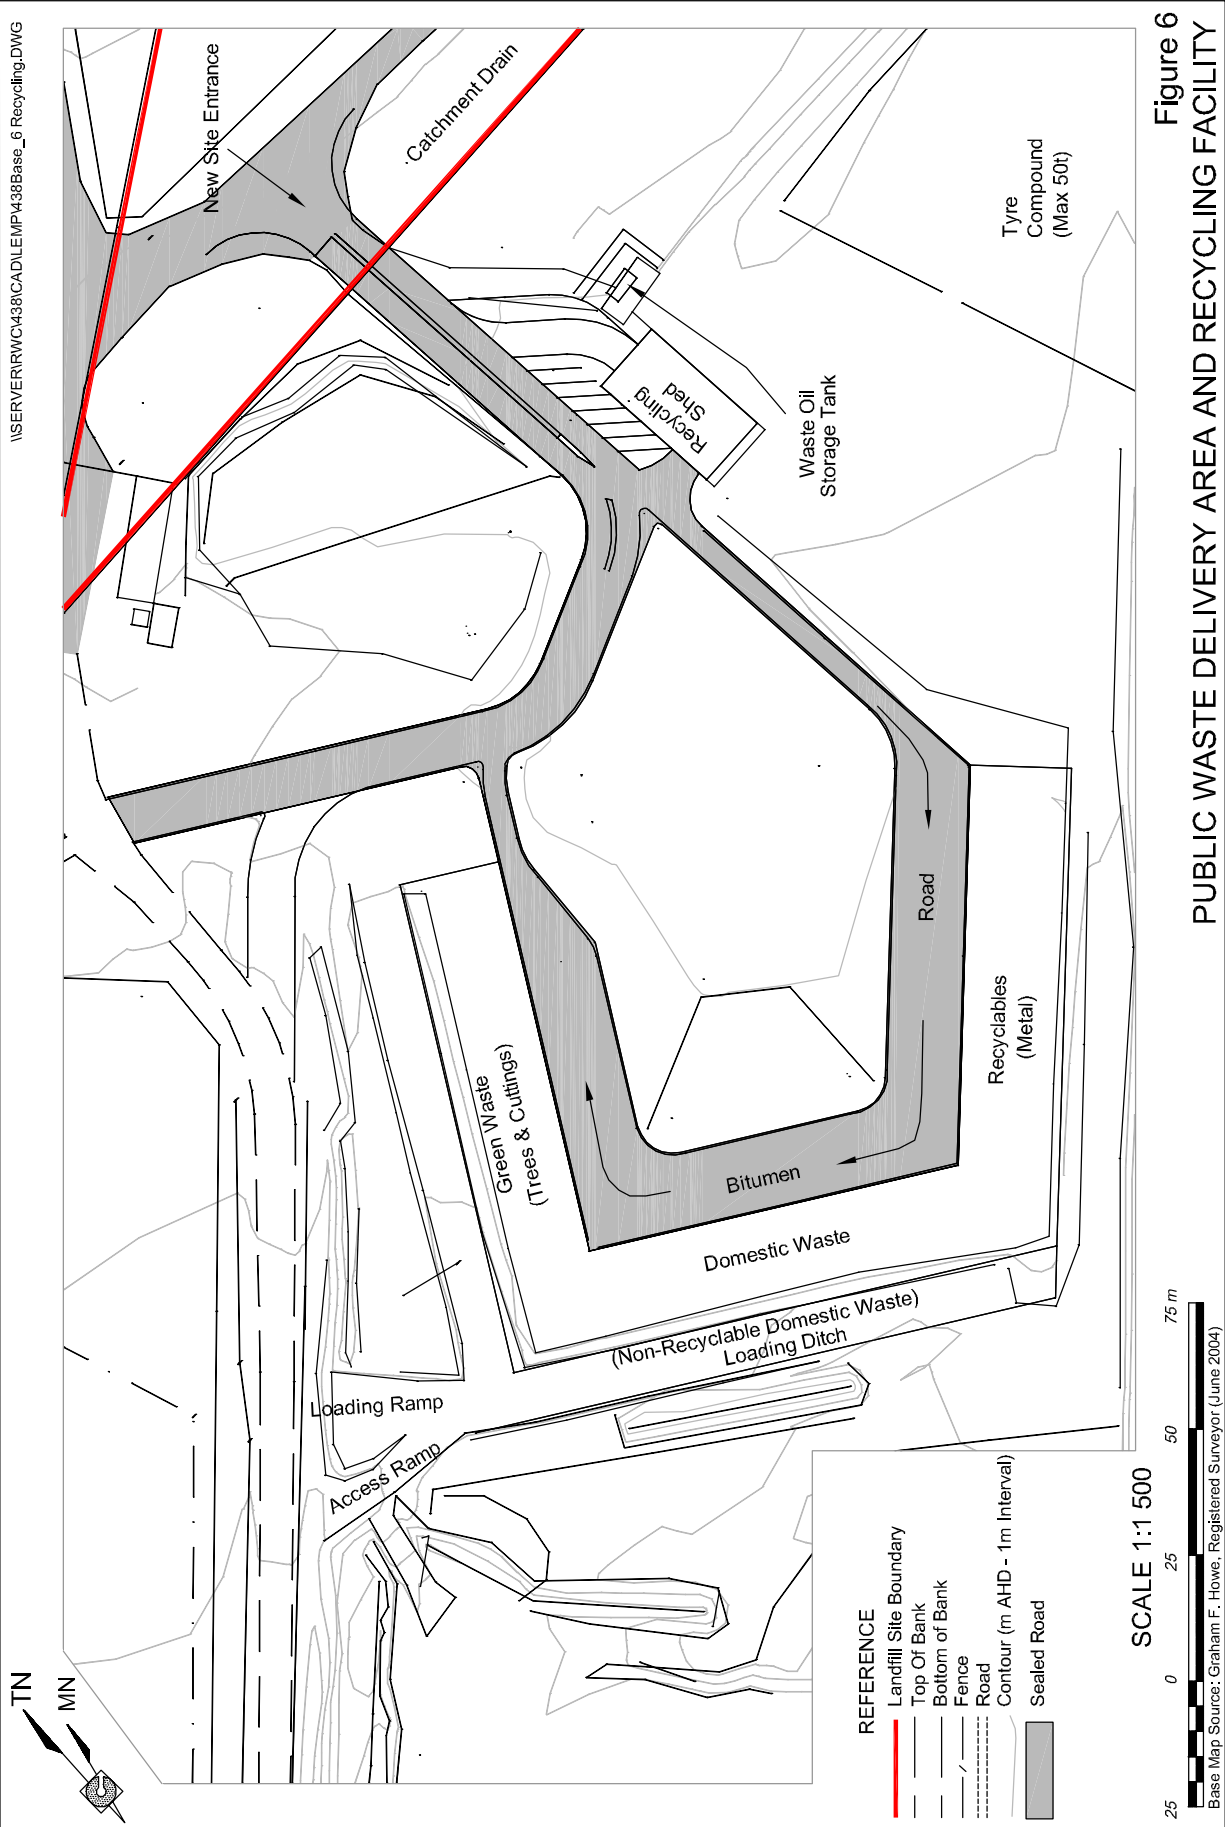 \\SERVER\RWC\438\CAD\LEMP\438Base_6 Recycling.DWG
TN
MN
New Site Entrance
Catchment Drain
Recycling
Shed
Waste Oil
Storage Tank
Tyre
Compound
(Max 50t)
Green Waste
(Trees & Cuttings)
Road
Recyclables
(Metal)
Bitumen
Domestic Waste
(Non-Recyclable Domestic Waste)
Loading Ditch
Loading Ramp
Access Ramp
REFERENCE
Landfill Site Boundary
Top Of Bank
Bottom of Bank
Fence
Road
Contour (m AHD - 1m Interval)
Sealed Road
SCALE 1:1 500
25 0 25 50 75 m
Base Map Source: Graham F. Howe, Registered Surveyor (June 2004)
Figure 6
PUBLIC WASTE DELIVERY AREA AND RECYCLING FACILITY